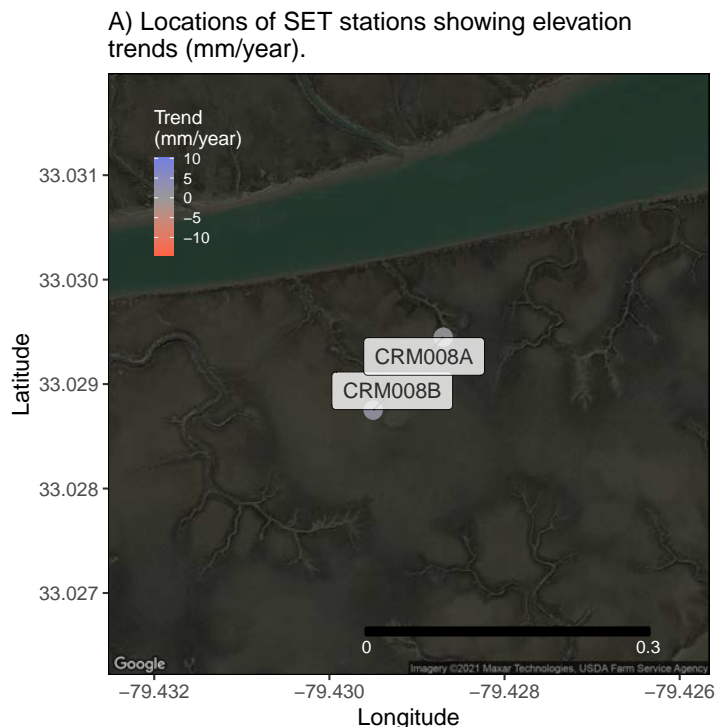 A) Locations of SET stations showing elevation
trends (mm/year).
Trend
(mm/year)
10
5
0
−5
−10
33.031
33.030
33.029
33.028
33.027
Latitude
CRM008A
CRM008B
0
0.3
Google
Imagery ©2021 Maxar Technologies, USDA Farm Service Agency
−79.432
−79.430
−79.428
−79.426
Longitude